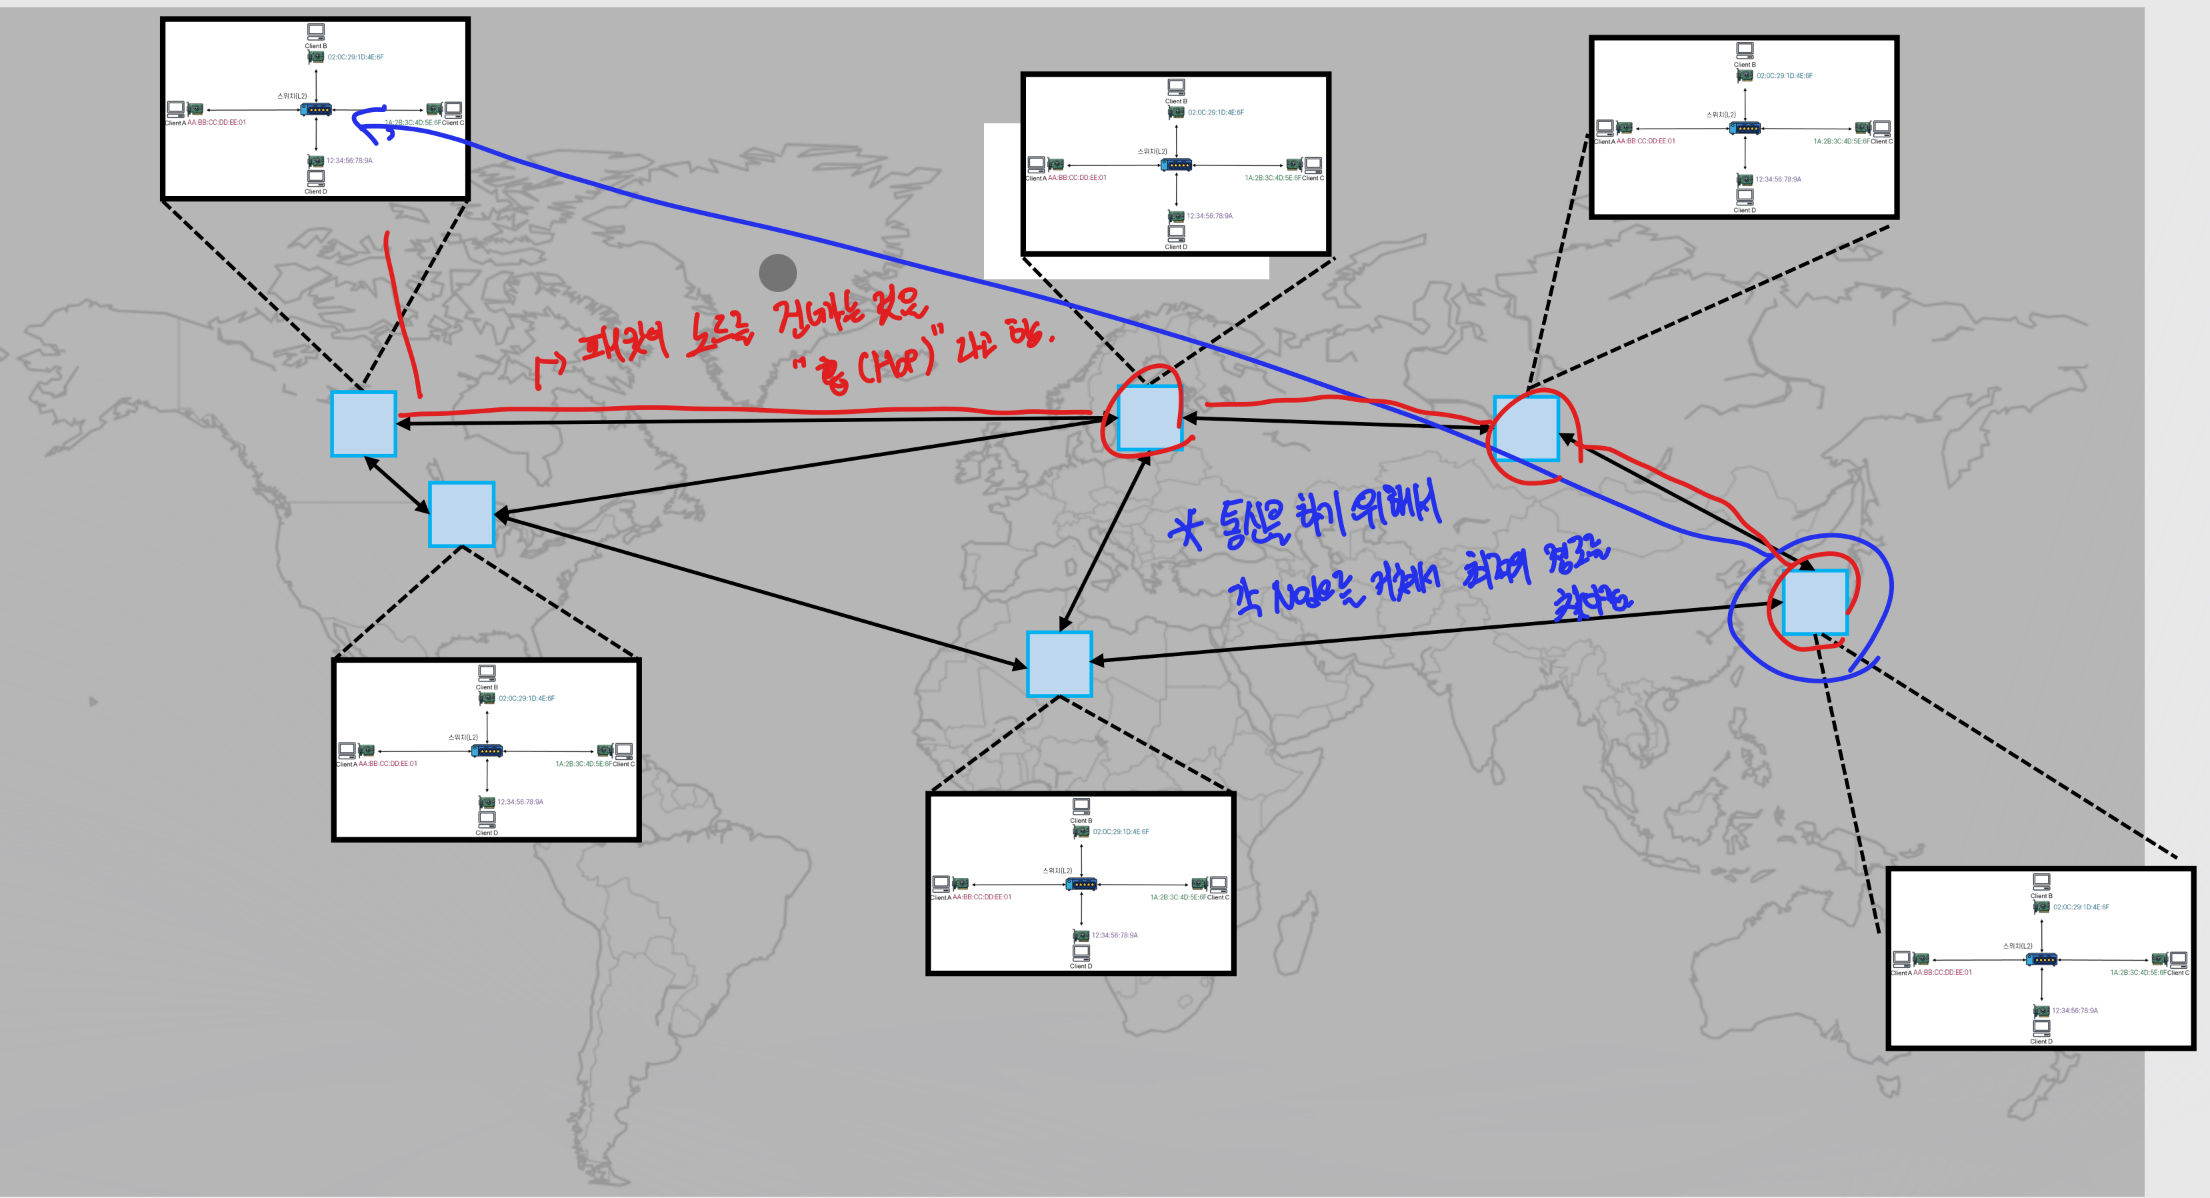 Client B
02:0C:29:1D:4E:6F
스위치(L2)
Client A AA:BB:CC:DD:EE:01
1A:2B:3C:4D:5E:6F Client C
12:34:56:78:9A
Client D
Client B
02:0C:29:1D:4E:6F
스위치(L2)
Client A AA:BB:CC:DD:EE:01
1A:2B:3C:4D:5E:6F Client C
12:34:56:78:9A
Client D
Client B
02:0C:29:1D:4E:6F
스위치(L2)
Client A AA:BB:CC:DD:EE:01
1A:2B:3C:4D:5E:6F Client C
12:34:56:78:9A
Client D
패킷이 노드를 건너는 것은
"홉 (HOP)" 라고 함.
* 통신을 하기 위해서
각 영역을 거쳐서 최적의 경로를
Client B
02:0C:29:1D:4E:6F
스위치(L2)
Client A AA:BB:CC:DD:EE:01
1A:2B:3C:4D:5E:6F Client C
12:34:56:78:9A
Client D
Client B
02:0C:29:1D:4E:6F
스위치(L2)
Client A AA:BB:CC:DD:EE:01
1A:2B:3C:4D:5E:6F Client C
12:34:56:78:9A
Client D
Client B
02:0C:29:1D:4E:6F
스위치(L2)
Client A AA:BB:CC:DD:EE:01
1A:2B:3C:4D:5E:6F Client C
12:34:56:78:9A
Client D